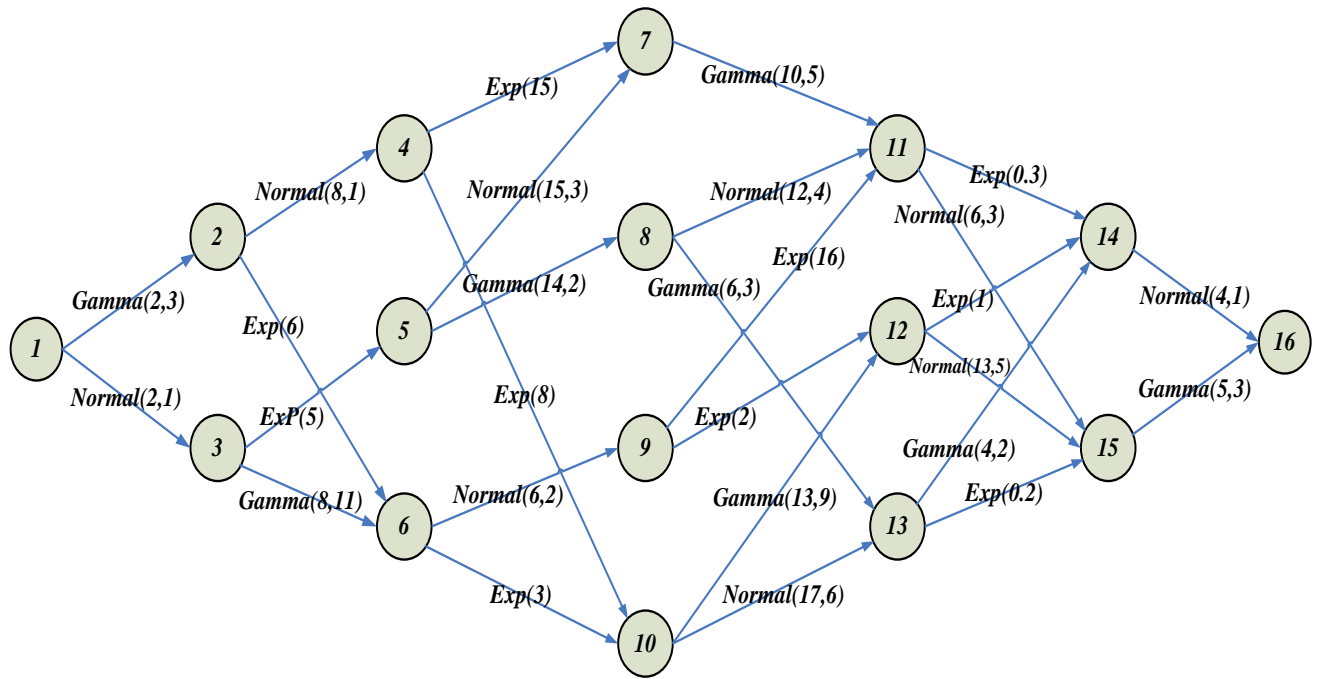 7
Gamma(10,5)
Exp(15)
4
11
Exp(0.3)
Normal(8,1)
Normal(15,3)
Normal(12,4)
Normal(6,3)
2
8
14
Exp(16)
Gamma(14,2)
Gamma(6,3)
Gamma(2,3)
Exp(1)
Normal(4,1)
Exp(6)
5
12
16
1
Normal(13,5)
Normal(2,1)
Exp(8)
Gamma(5,3)
ExP(5)
Exp(2)
3
9
Gamma(4,2)
15
Gamma(8,11)
Normal(6,2)
Gamma(13,9)
Exp(0.2)
6
13
Exp(3)
Normal(17,6)
10